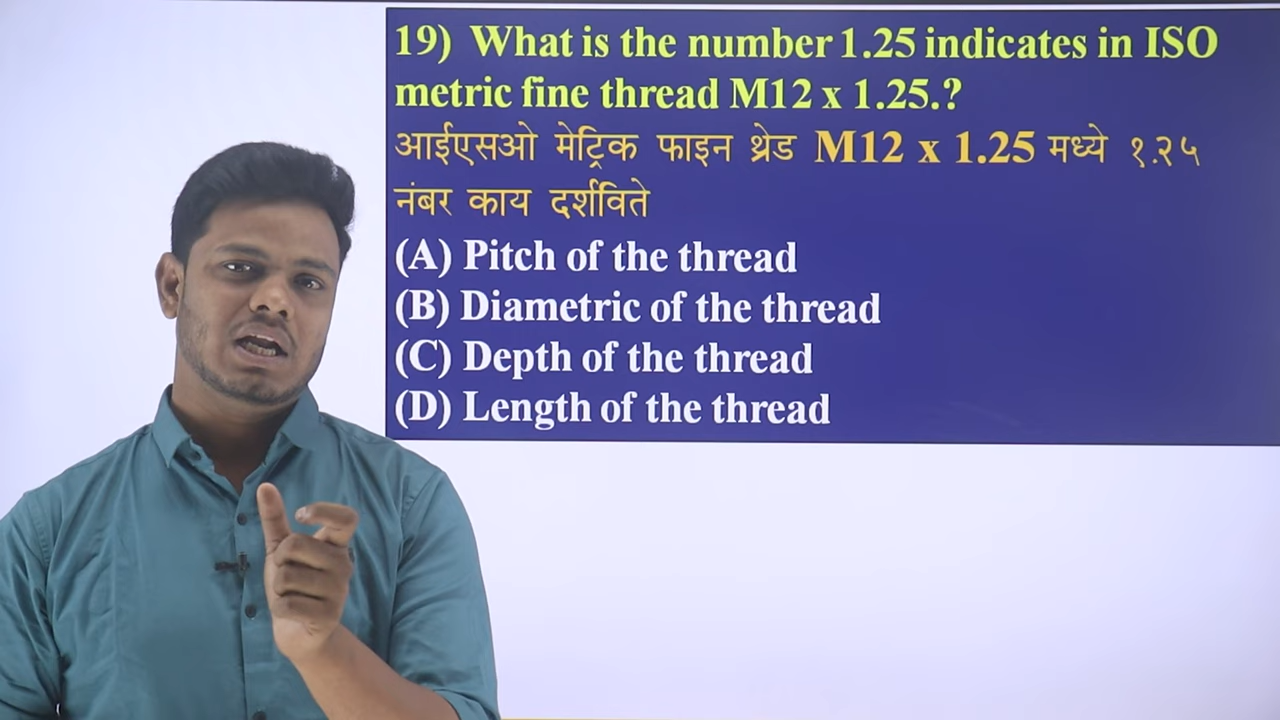 19) What is the number 1.25 indicates in ISO
metric fine thread M12 x 1.25.?
आईएसओ मेट्रिक फाइन थ्रेड M12 x 1.25 मध्ये १.२५
नंबर काय दर्शविते
(A) Pitch of the thread
(B) Diametric of the thread
(C) Depth of the thread
(D) Length of the thread